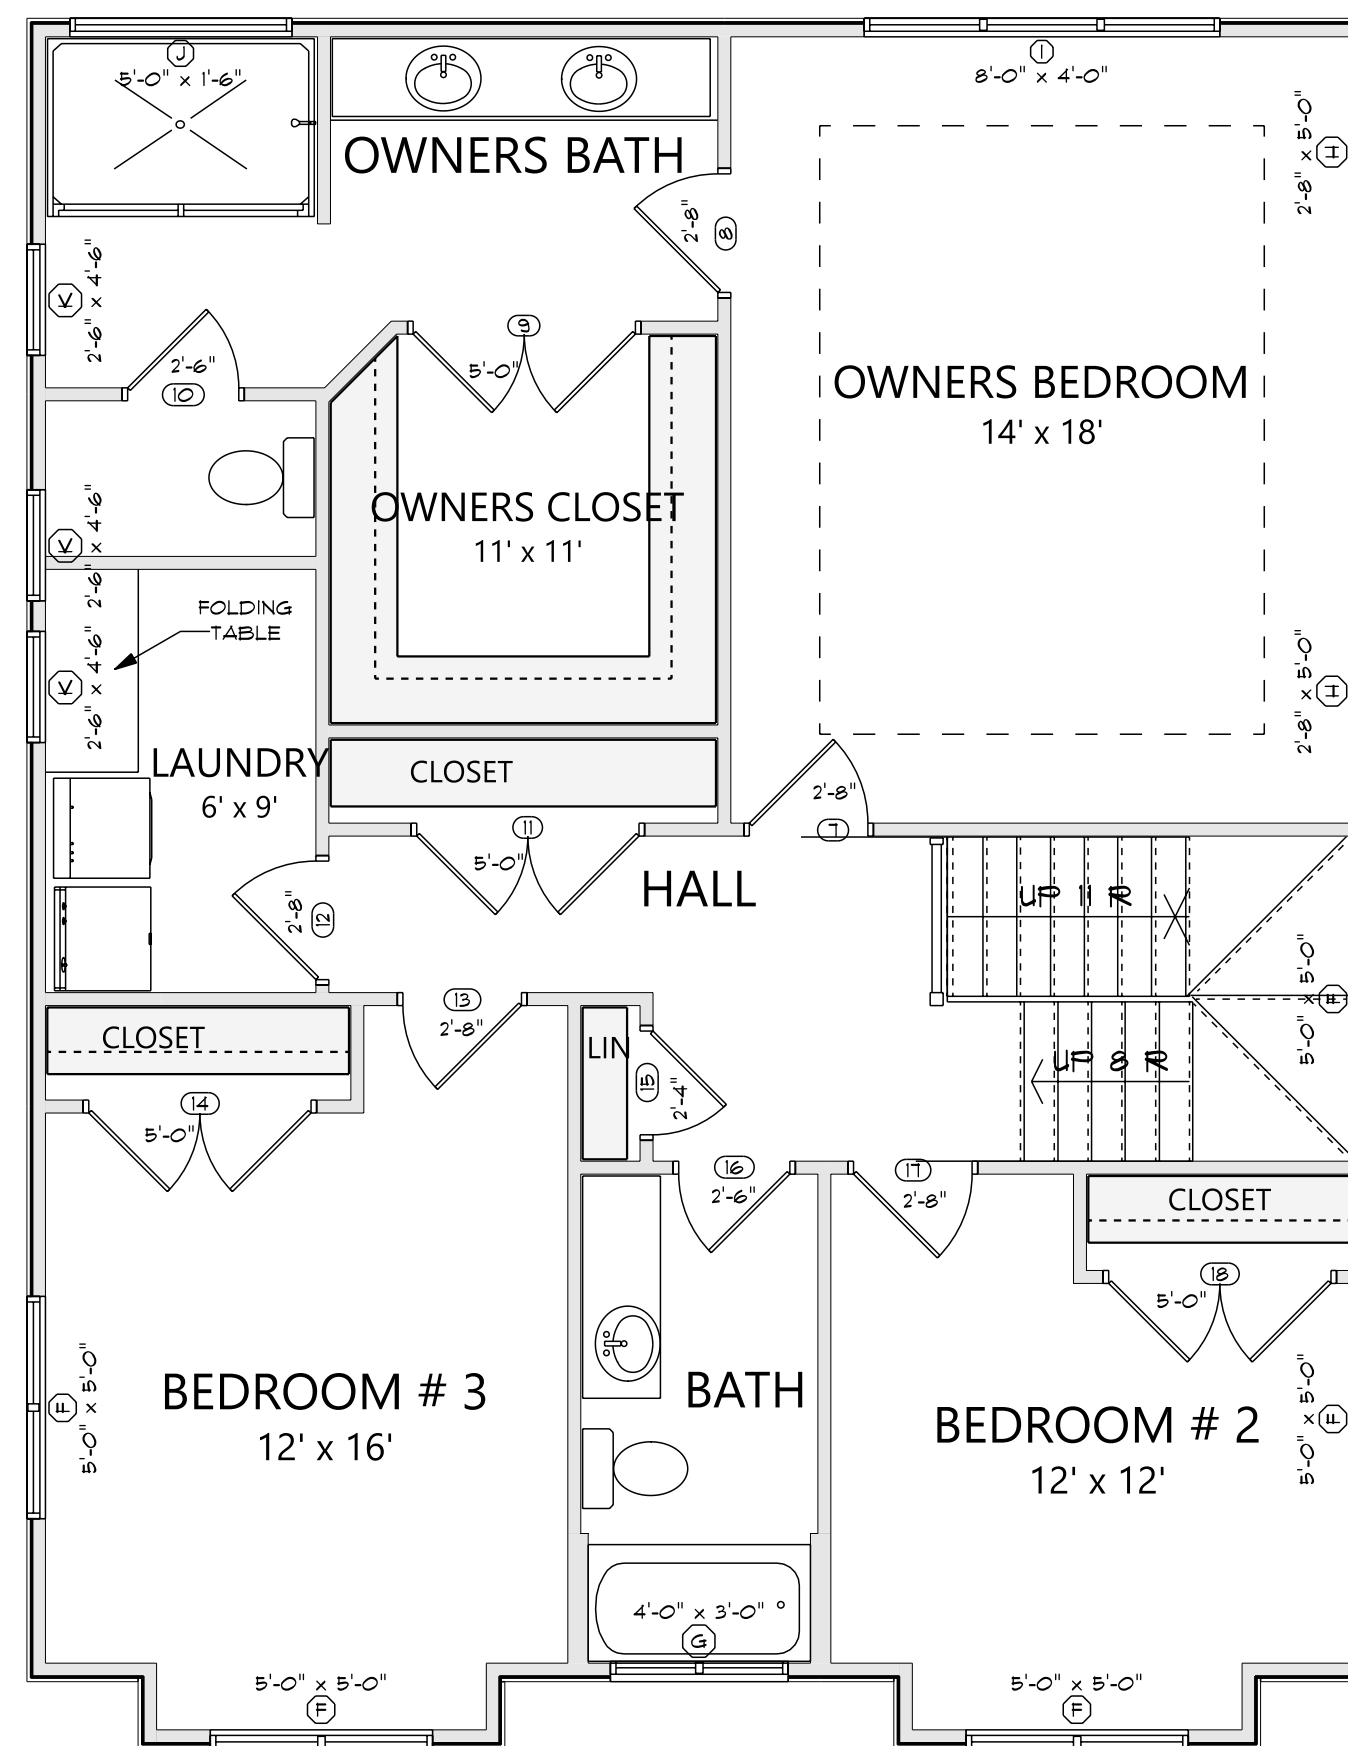 J
5'-0" x 1'-6"
I
8'-0" x 4'-0"
2'-8" x 5'-0"
H
OWNERS BATH
2'-8"
8
K
2'-6" x 4'-6"
9
5'-0"
2'-6"
10
OWNERS BEDROOM
14' x 18'
OWNERS CLOSET
11' x 11'
K
2'-6" x 4'-6"
FOLDING
TABLE
K
2'-6" x 4'-6"
2'-8" x 5'-0"
H
LAUNDRY
6' x 9'
CLOSET
2'-8"
7
11
5'-0"
HALL
UP 11 R
2'-8"
12
13
2'-8"
5'-0" x 5'-0"
F
CLOSET
LIN
UP 8 R
14
5'-0"
15
2'-4"
16
2'-6"
17
2'-8"
CLOSET
18
5'-0"
F
5'-0" x 5'-0"
BEDROOM # 3
12' x 16'
BATH
BEDROOM # 2
12' x 12'
5'-0" x 5'-0"
F
4'-0" x 3'-0"
G
5'-0" x 5'-0"
F
5'-0" x 5'-0"
F